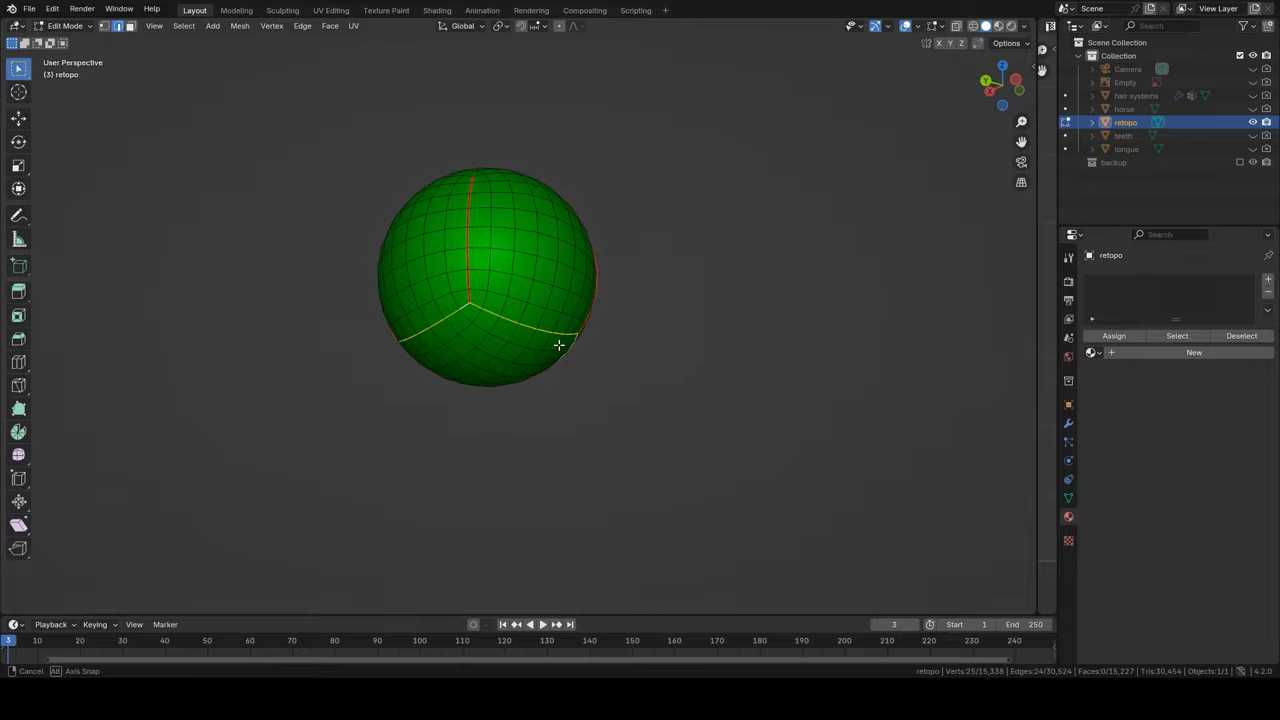 File Edit Render Window Help Layout Modeling Sculpting UV Editing Texture Paint Shading Animation Rendering Compositing Scripting + Scene View Layer
Edit Mode View Select Add Mesh Vertex Edge Face UV Global Search
X Y Z Options
User Perspective
(3) retopo
Scene Collection
Collection
Camera
Empty
hair systems
horse
retopo
teeth
tongue
backup
Z
Y
X
Search
retopo
Assign Select Deselect
+ New
Playback Keying View Marker 3 Start 1 End 250
3 10 20 30 40 50 60 70 80 90 100 110 120 130 140 150 160 170 180 190 200 210 220 230 240
Cancel Alt Axis Snap retopo | Verts:25/15,338 | Edges:24/30,524 | Faces:0/15,227 | Tris:30,454 | Objects:1/1 | 4.2.0